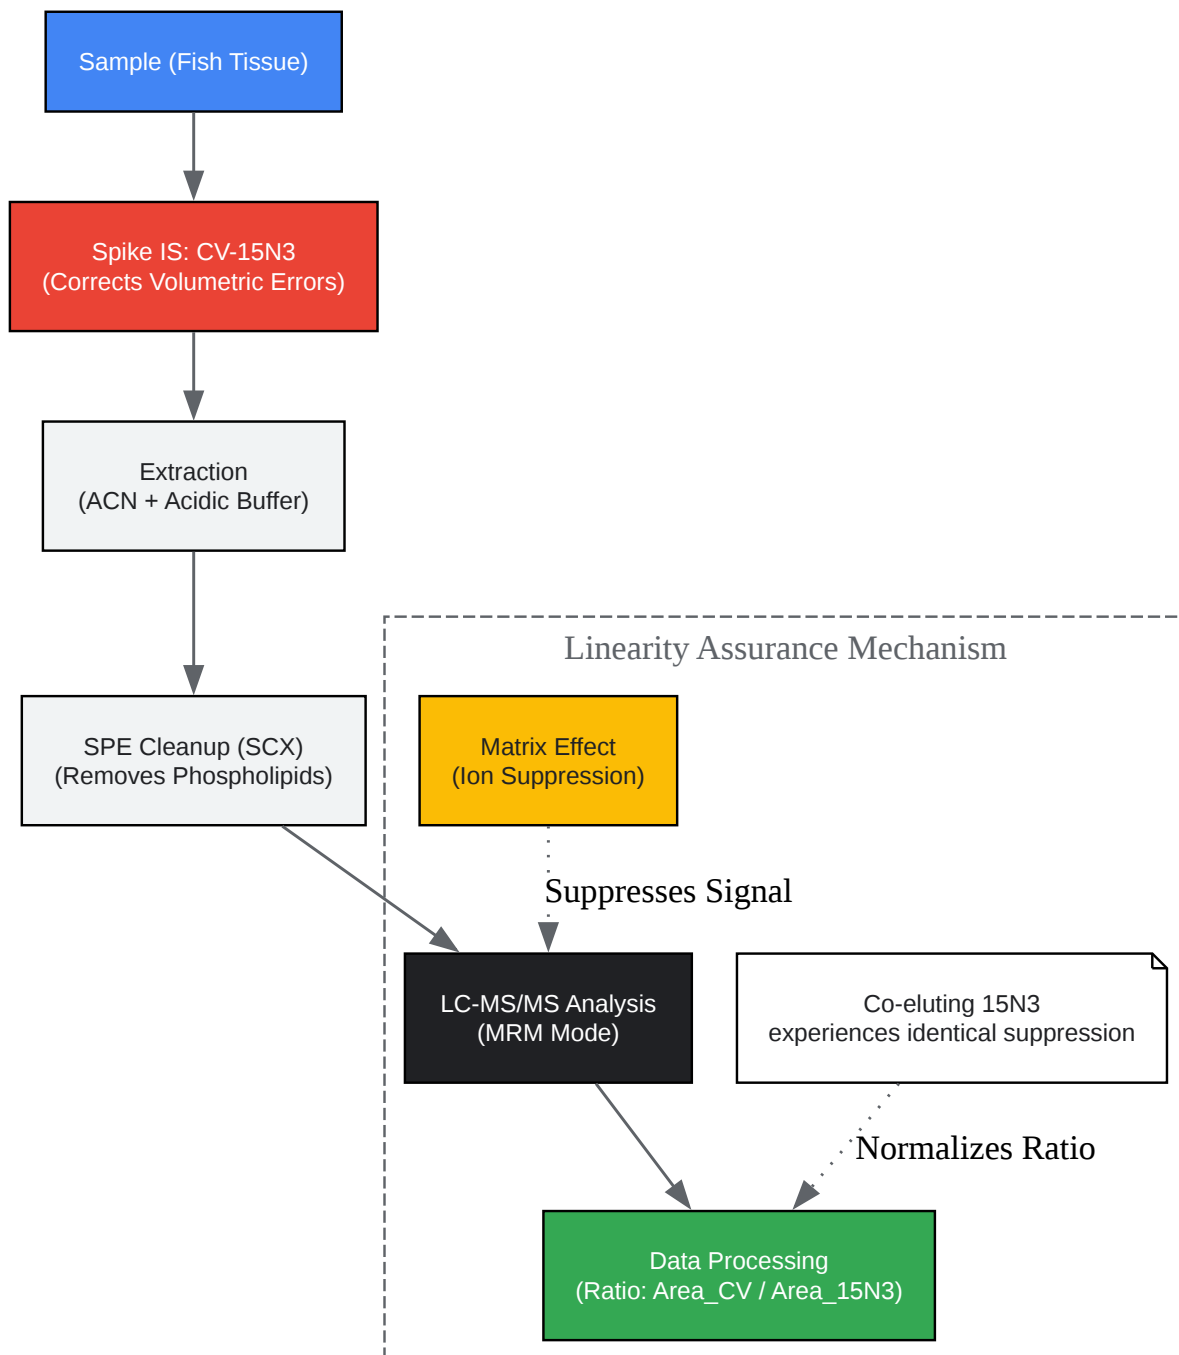 Sample (Fish Tissue)
Spike IS: CV-15N3
(Corrects Volumetric Errors)
Extraction
(ACN + Acidic Buffer)
Linearity Assurance Mechanism
SPE Cleanup (SCX)
(Removes Phospholipids)
Matrix Effect
(Ion Suppression)
Suppresses Signal
LC-MS/MS Analysis
(MRM Mode)
Co-eluting 15N3
experiences identical suppression
Normalizes Ratio
Data Processing
(Ratio: Area_CV / Area_15N3)